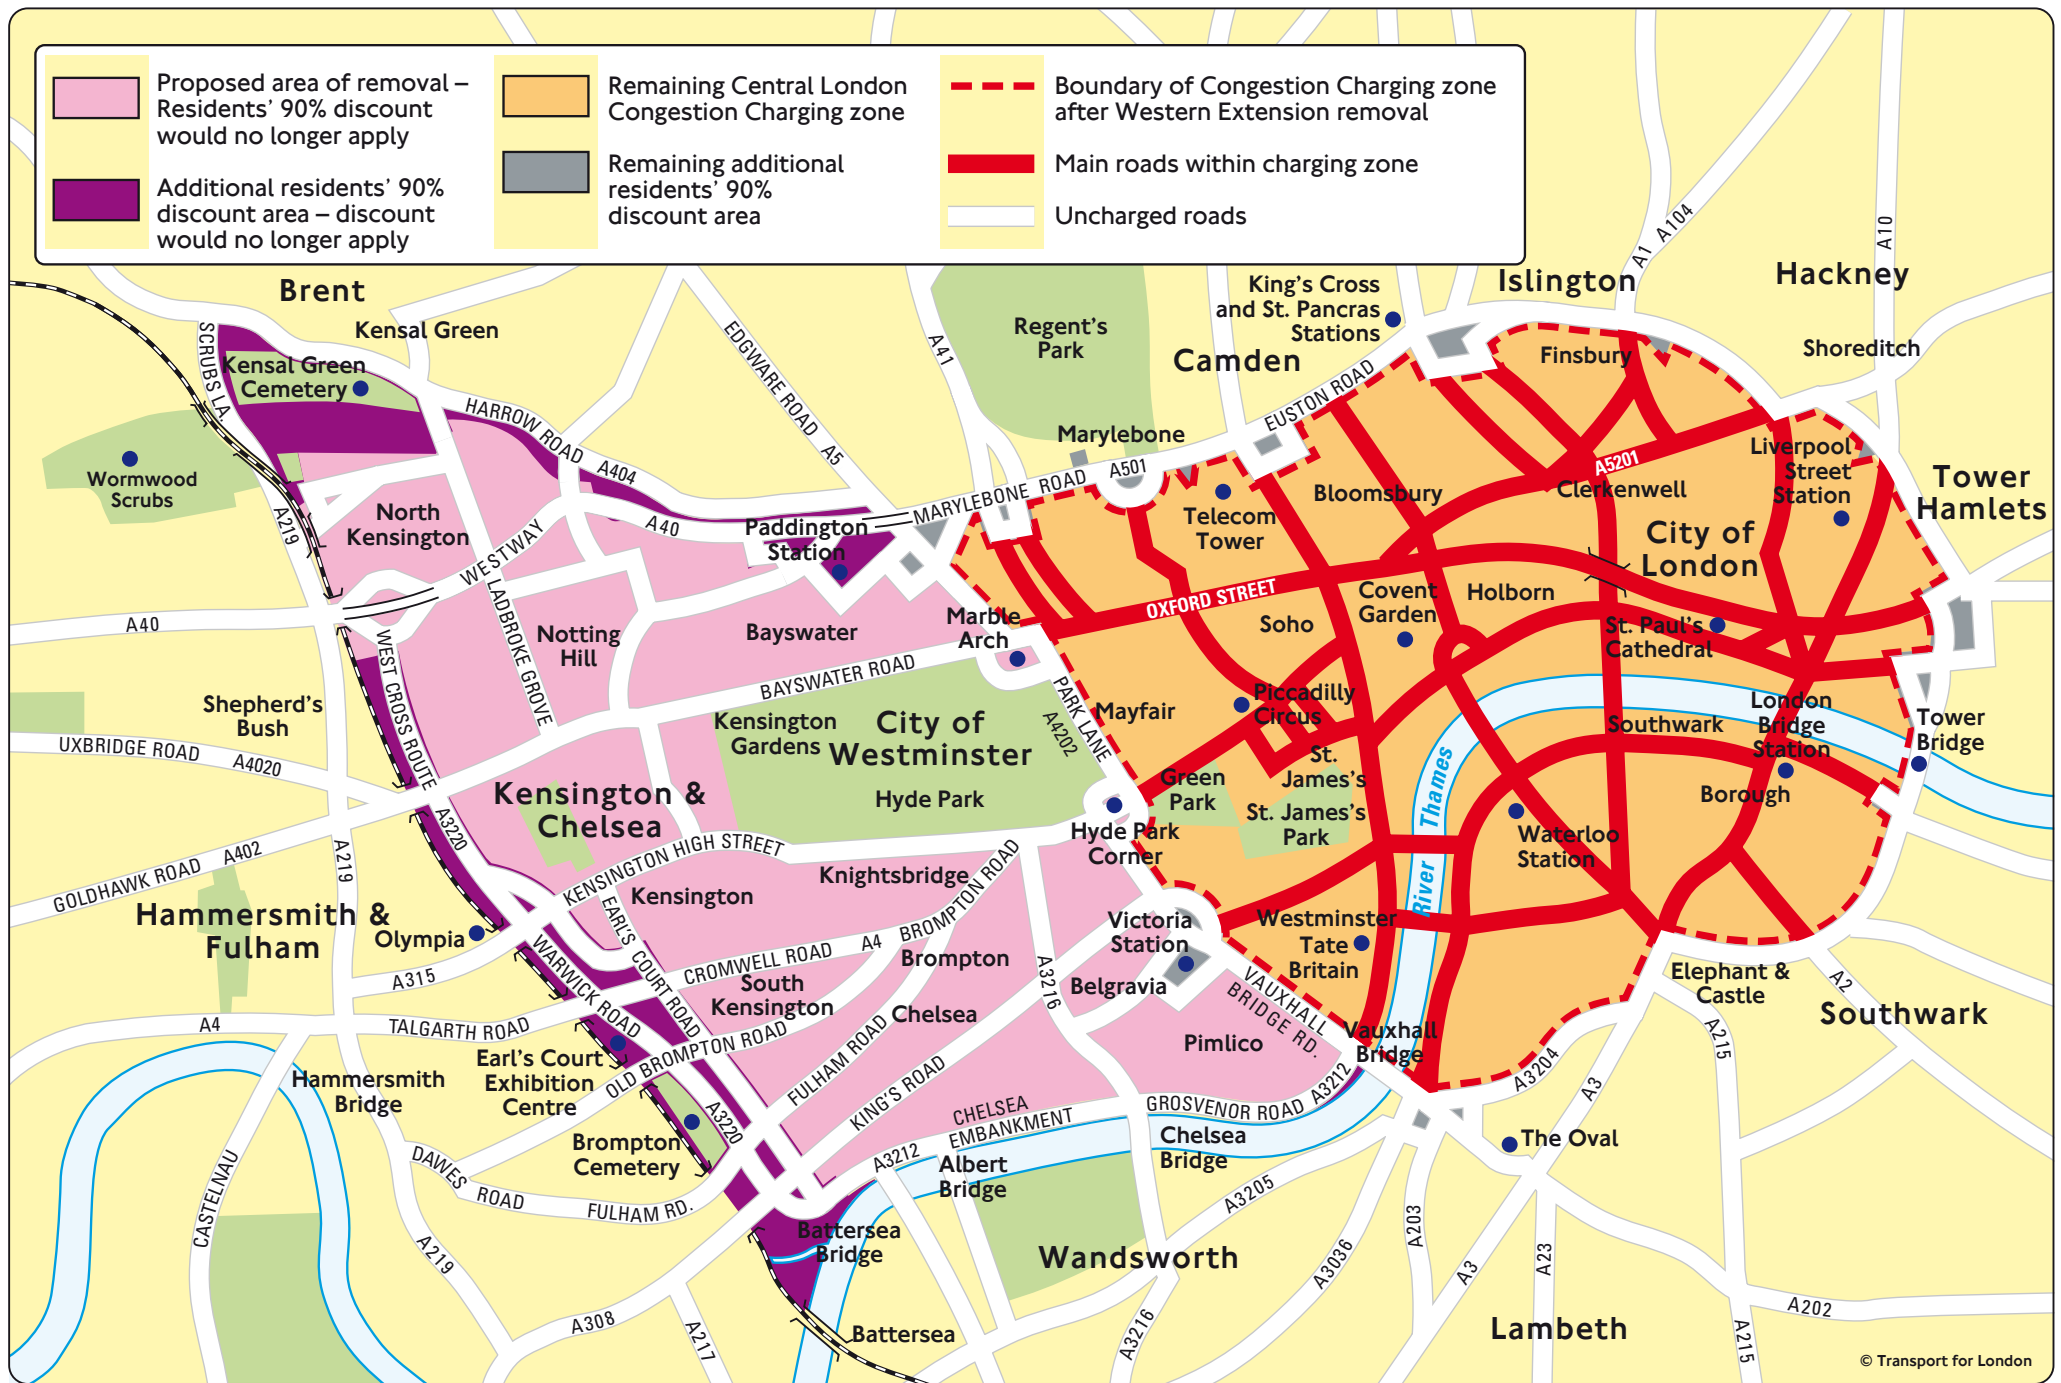 Proposed area of removal –
Residents’ 90% discount
would no longer apply
Additional residents’ 90%
discount area – discount
would no longer apply
Remaining Central London
Congestion Charging zone
Remaining additional
residents’ 90%
discount area
Boundary of Congestion Charging zone
after Western Extension removal
Main roads within charging zone
Uncharged roads
Brent
Kensal Green
SCRUBS LA.
Kensal Green
Cemetery
HARROW ROAD
A404
EDGWARE ROAD
A5
A41
Regent’s
Park
Camden
King’s Cross
and St. Pancras
Stations
Islington
A1
A104
Hackney
A10
Shoreditch
Finsbury
EUSTON ROAD
Marylebone
A501
MARYLEBONE ROAD
Wormwood
Scrubs
A219
North
Kensington
WESTWAY
A40
Paddington
Station
Telecom
Tower
Bloomsbury
A5201
Clerkenwell
Liverpool
Street
Station
Tower
Hamlets
City of
London
A40
WEST CROSS ROUTE
LADBROKE GROVE
Notting
Hill
Bayswater
Marble
Arch
OXFORD STREET
Soho
Covent
Garden
Holborn
St. Paul’s
Cathedral
BAYSWATER ROAD
Shepherd’s
Bush
UXBRIDGE ROAD
A4020
Kensington
Gardens
City of
Westminster
Hyde Park
PARK LANE
A4202
Mayfair
Piccadilly
Circus
St.
James’s
Green
Park
St. James’s
Park
River Thames
Southwark
London
Bridge
Station
Tower
Bridge
Borough
Waterloo
Station
Kensington &
Chelsea
A3220
GOLDHAWK ROAD
A402
A219
KENSINGTON HIGH STREET
Hyde Park
Corner
Knightsbridge
Kensington
Hammersmith &
Fulham
Olympia
EARL’S COURT ROAD
WARWICK ROAD
A315
CROMWELL ROAD
A4
BROMPTON ROAD
Brompton
Victoria
Station
Belgravia
A3216
Westminster
Tate
Britain
VAUXHALL
BRIDGE RD.
Vauxhall
Bridge
Elephant &
Castle
A2
Southwark
A4
TALGARTH ROAD
South
Kensington
Chelsea
OLD BROMPTON ROAD
FULHAM ROAD
KING’S ROAD
Pimlico
Hammersmith
Bridge
Earl’s Court
Exhibition
Centre
A3220
Brompton
Cemetery
CHELSEA
EMBANKMENT
GROSVENOR ROAD
A3212
A3212
Chelsea
Bridge
Albert
Bridge
The Oval
A3204
A3
A215
CASTELNAU
DAWES ROAD
FULHAM RD.
A219
Battersea
Bridge
Wandsworth
A3205
A3036
A203
A3
A23
A202
A308
A217
Battersea
A3216
Lambeth
A215
© Transport for London